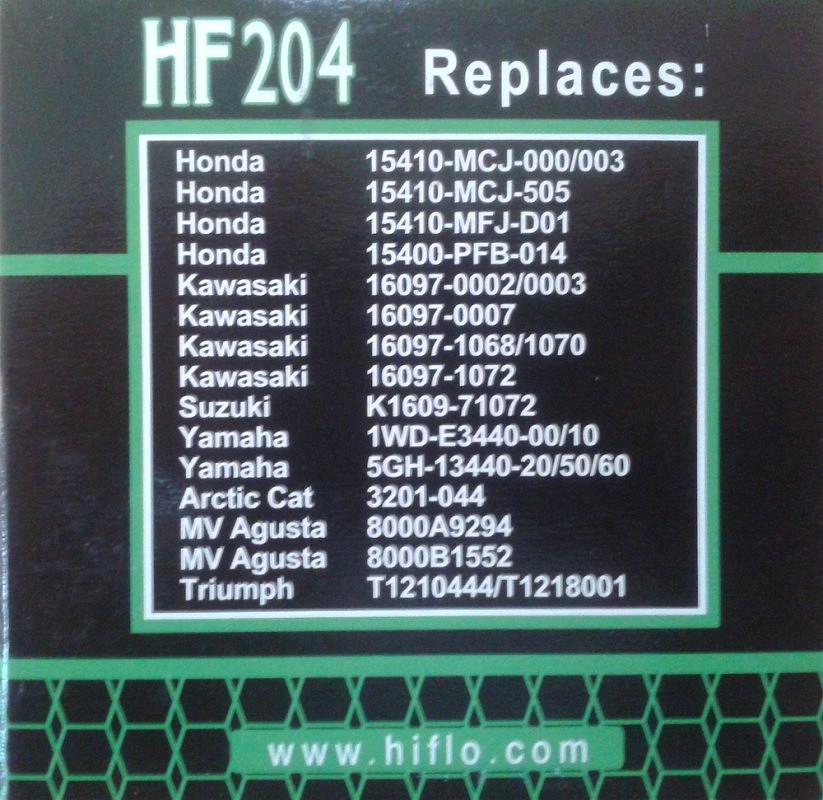 HF204 Replaces:
Honda 15410-MCJ-000/003
Honda 15410-MCJ-505
Honda 15410-MFJ-D01
Honda 15400-PFB-014
Kawasaki 16097-0002/0003
Kawasaki 16097-0007
Kawasaki 16097-1068/1070
Kawasaki 16097-1072
Suzuki K1609-71072
Yamaha 1WD-E3440-00/10
Yamaha 5GH-13440-20/50/60
Arctic Cat 3201-044
MV Agusta 8000A9294
MV Agusta 8000B1552
Triumph T1210444/T1218001
www.hiflo.com